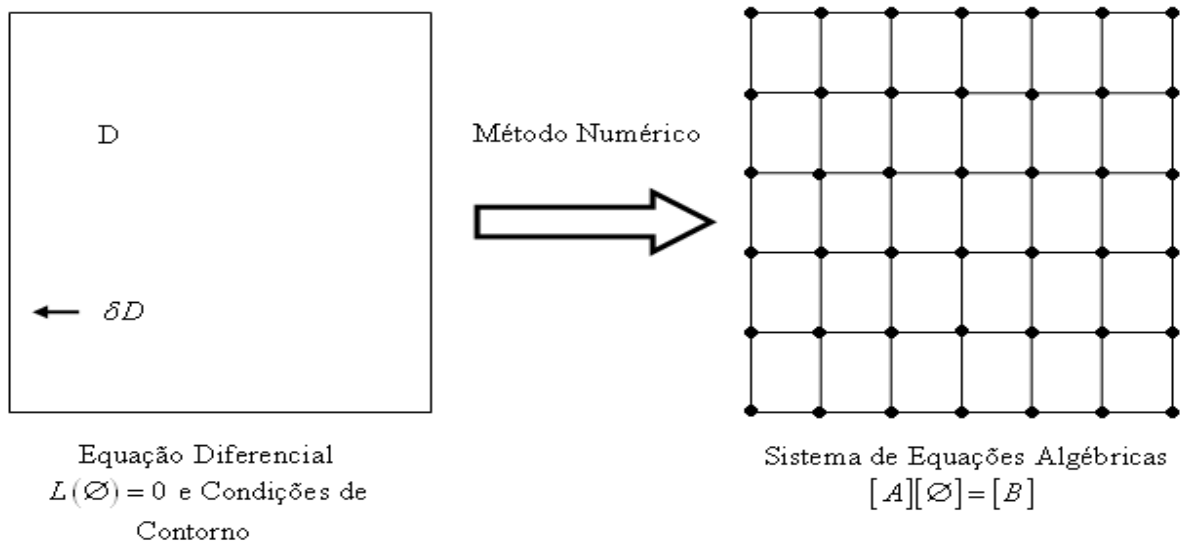 D
δD
Equação Diferencial
L(∅)=0 e Condições de
Contorno
Método Numérico
Sistema de Equações Algébricas
[A][∅]=[B]